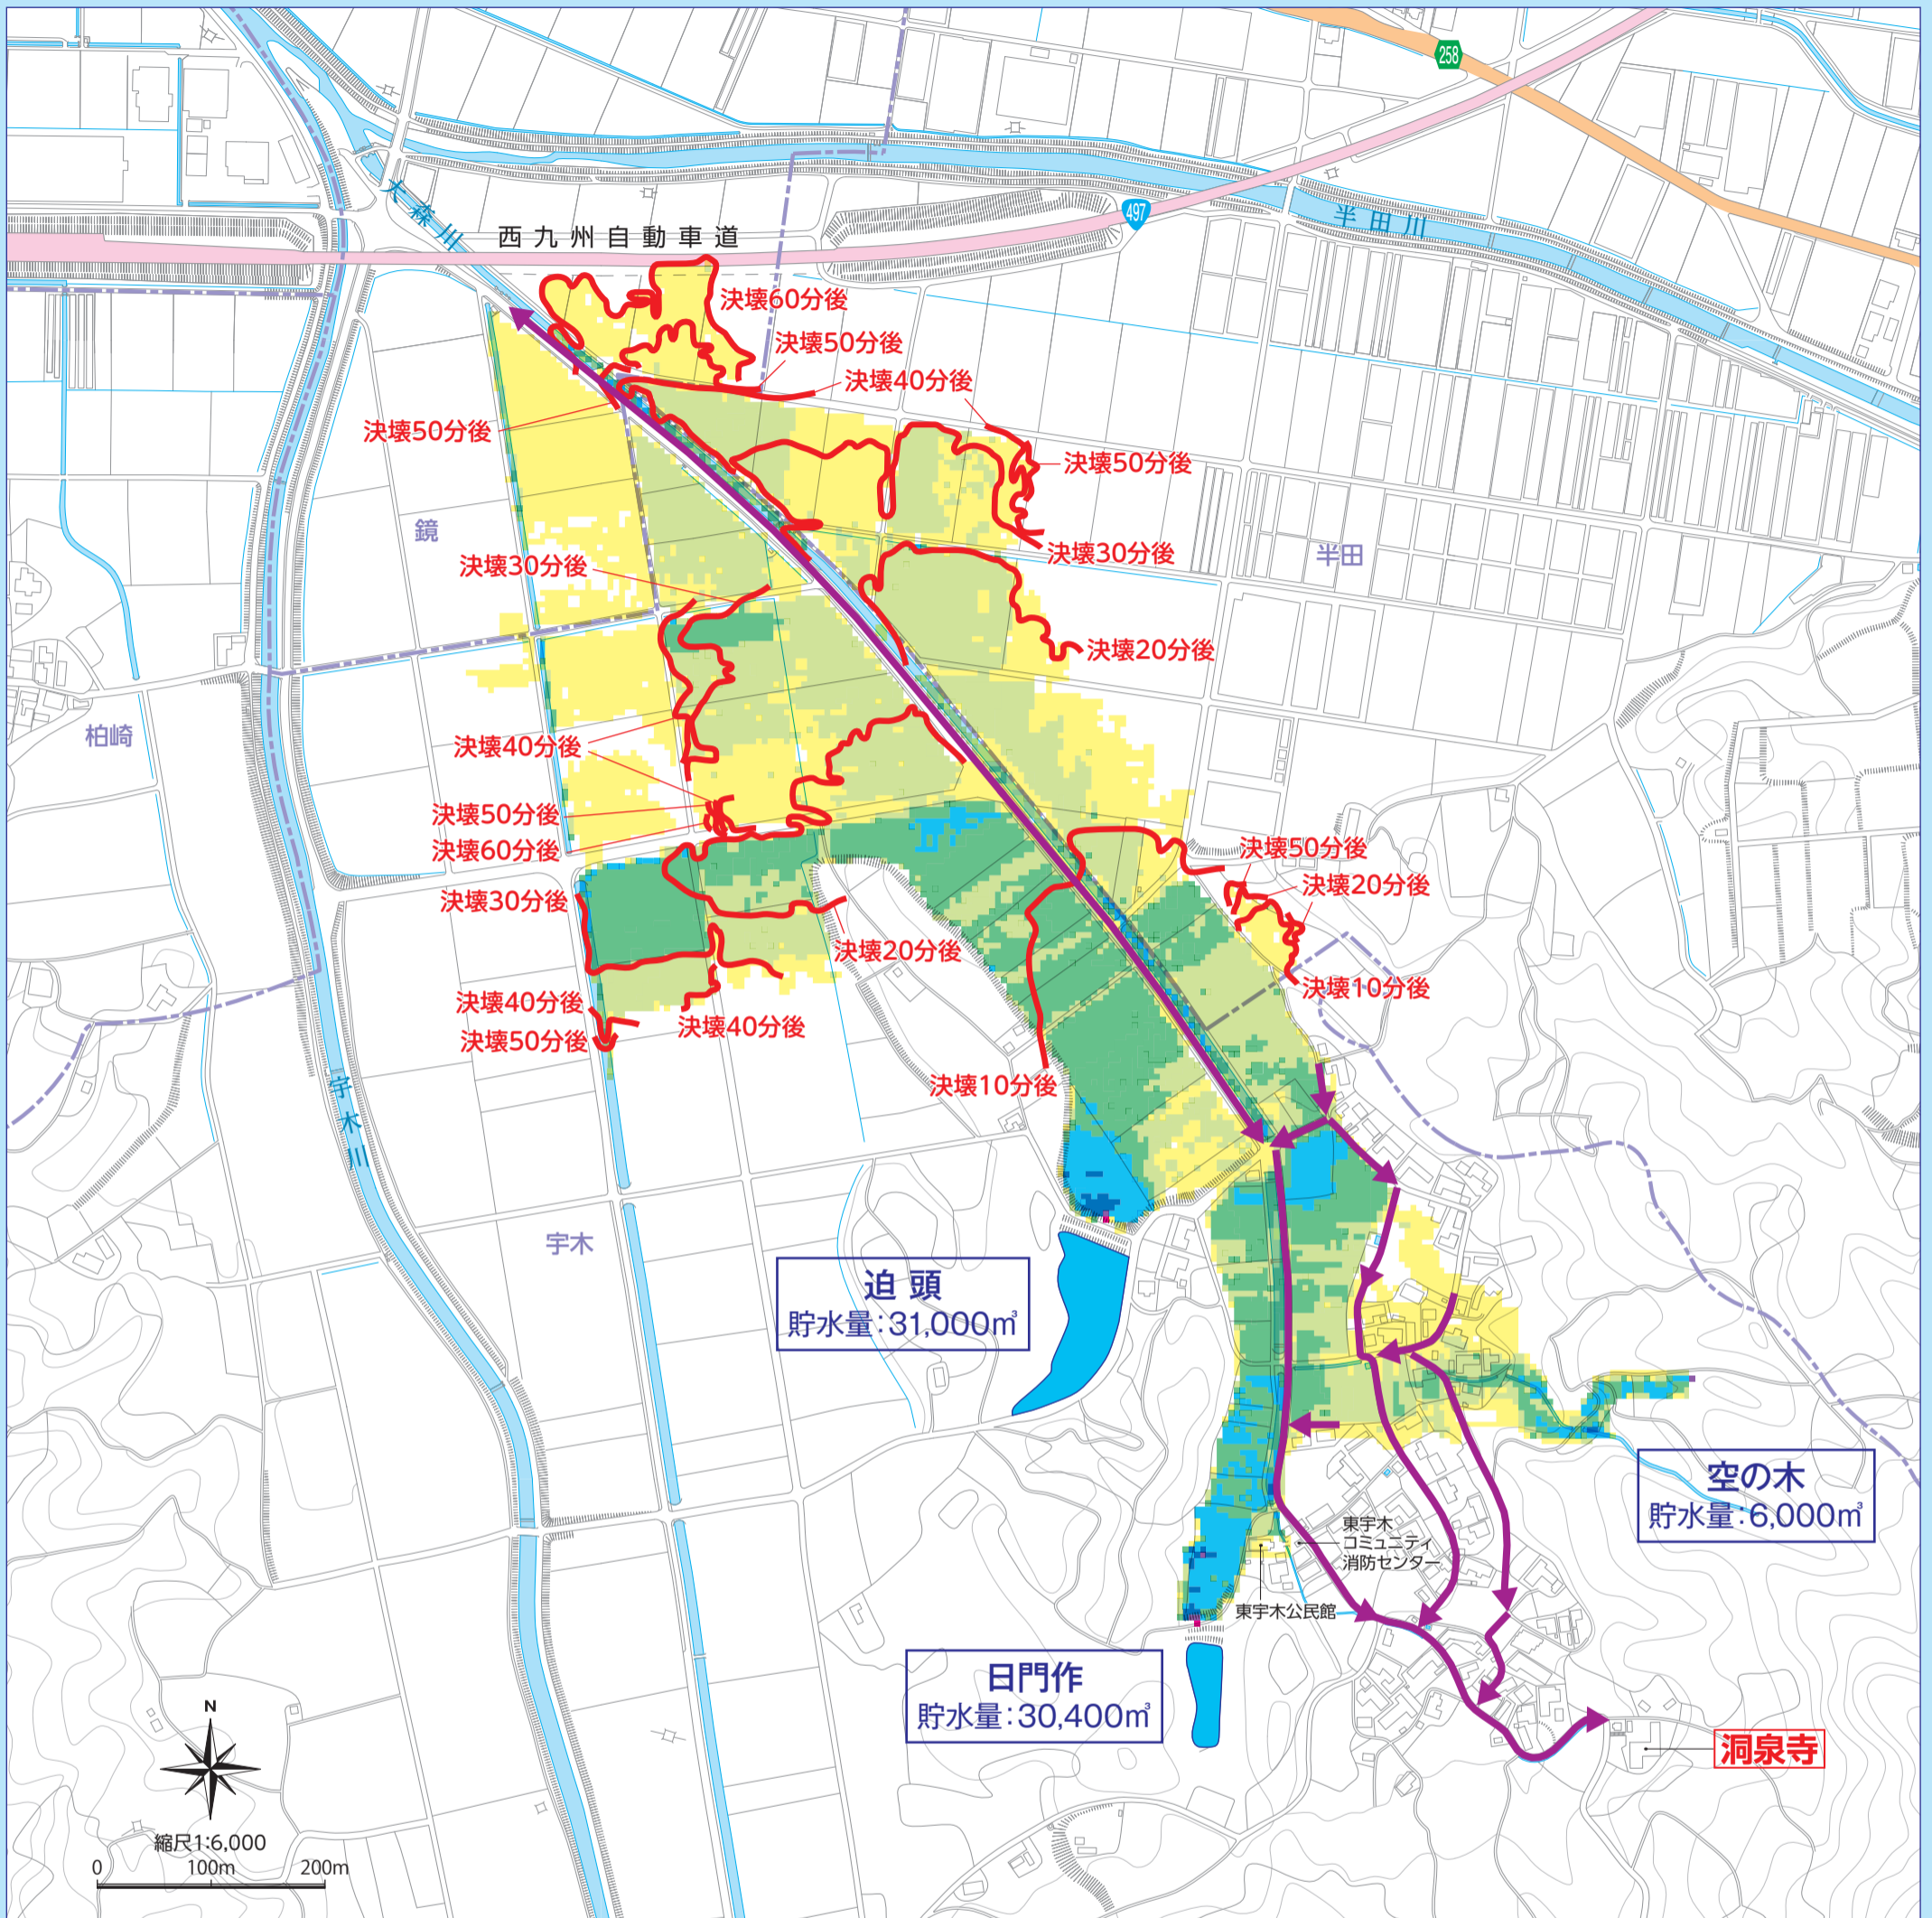 258
497
大森川
西九州自動車道
半田川
決壊60分後
決壊50分後
決壊40分後
決壊50分後
決壊50分後
鏡
決壊30分後
半田
決壊30分後
決壊20分後
柏崎
決壊40分後
決壊50分後
決壊60分後
決壊50分後
決壊20分後
決壊30分後
決壊20分後
決壊10分後
決壊40分後
決壊40分後
決壊50分後
決壊10分後
宇木川
宇木
迫頭
貯水量:31,000㎥
空の木
貯水量:6,000㎥
東宇木
コミュニティ
消防センター
東宇木公民館
日門作
貯水量:30,400㎥
洞泉寺
N
縮尺1:6,000
0 100m 200m